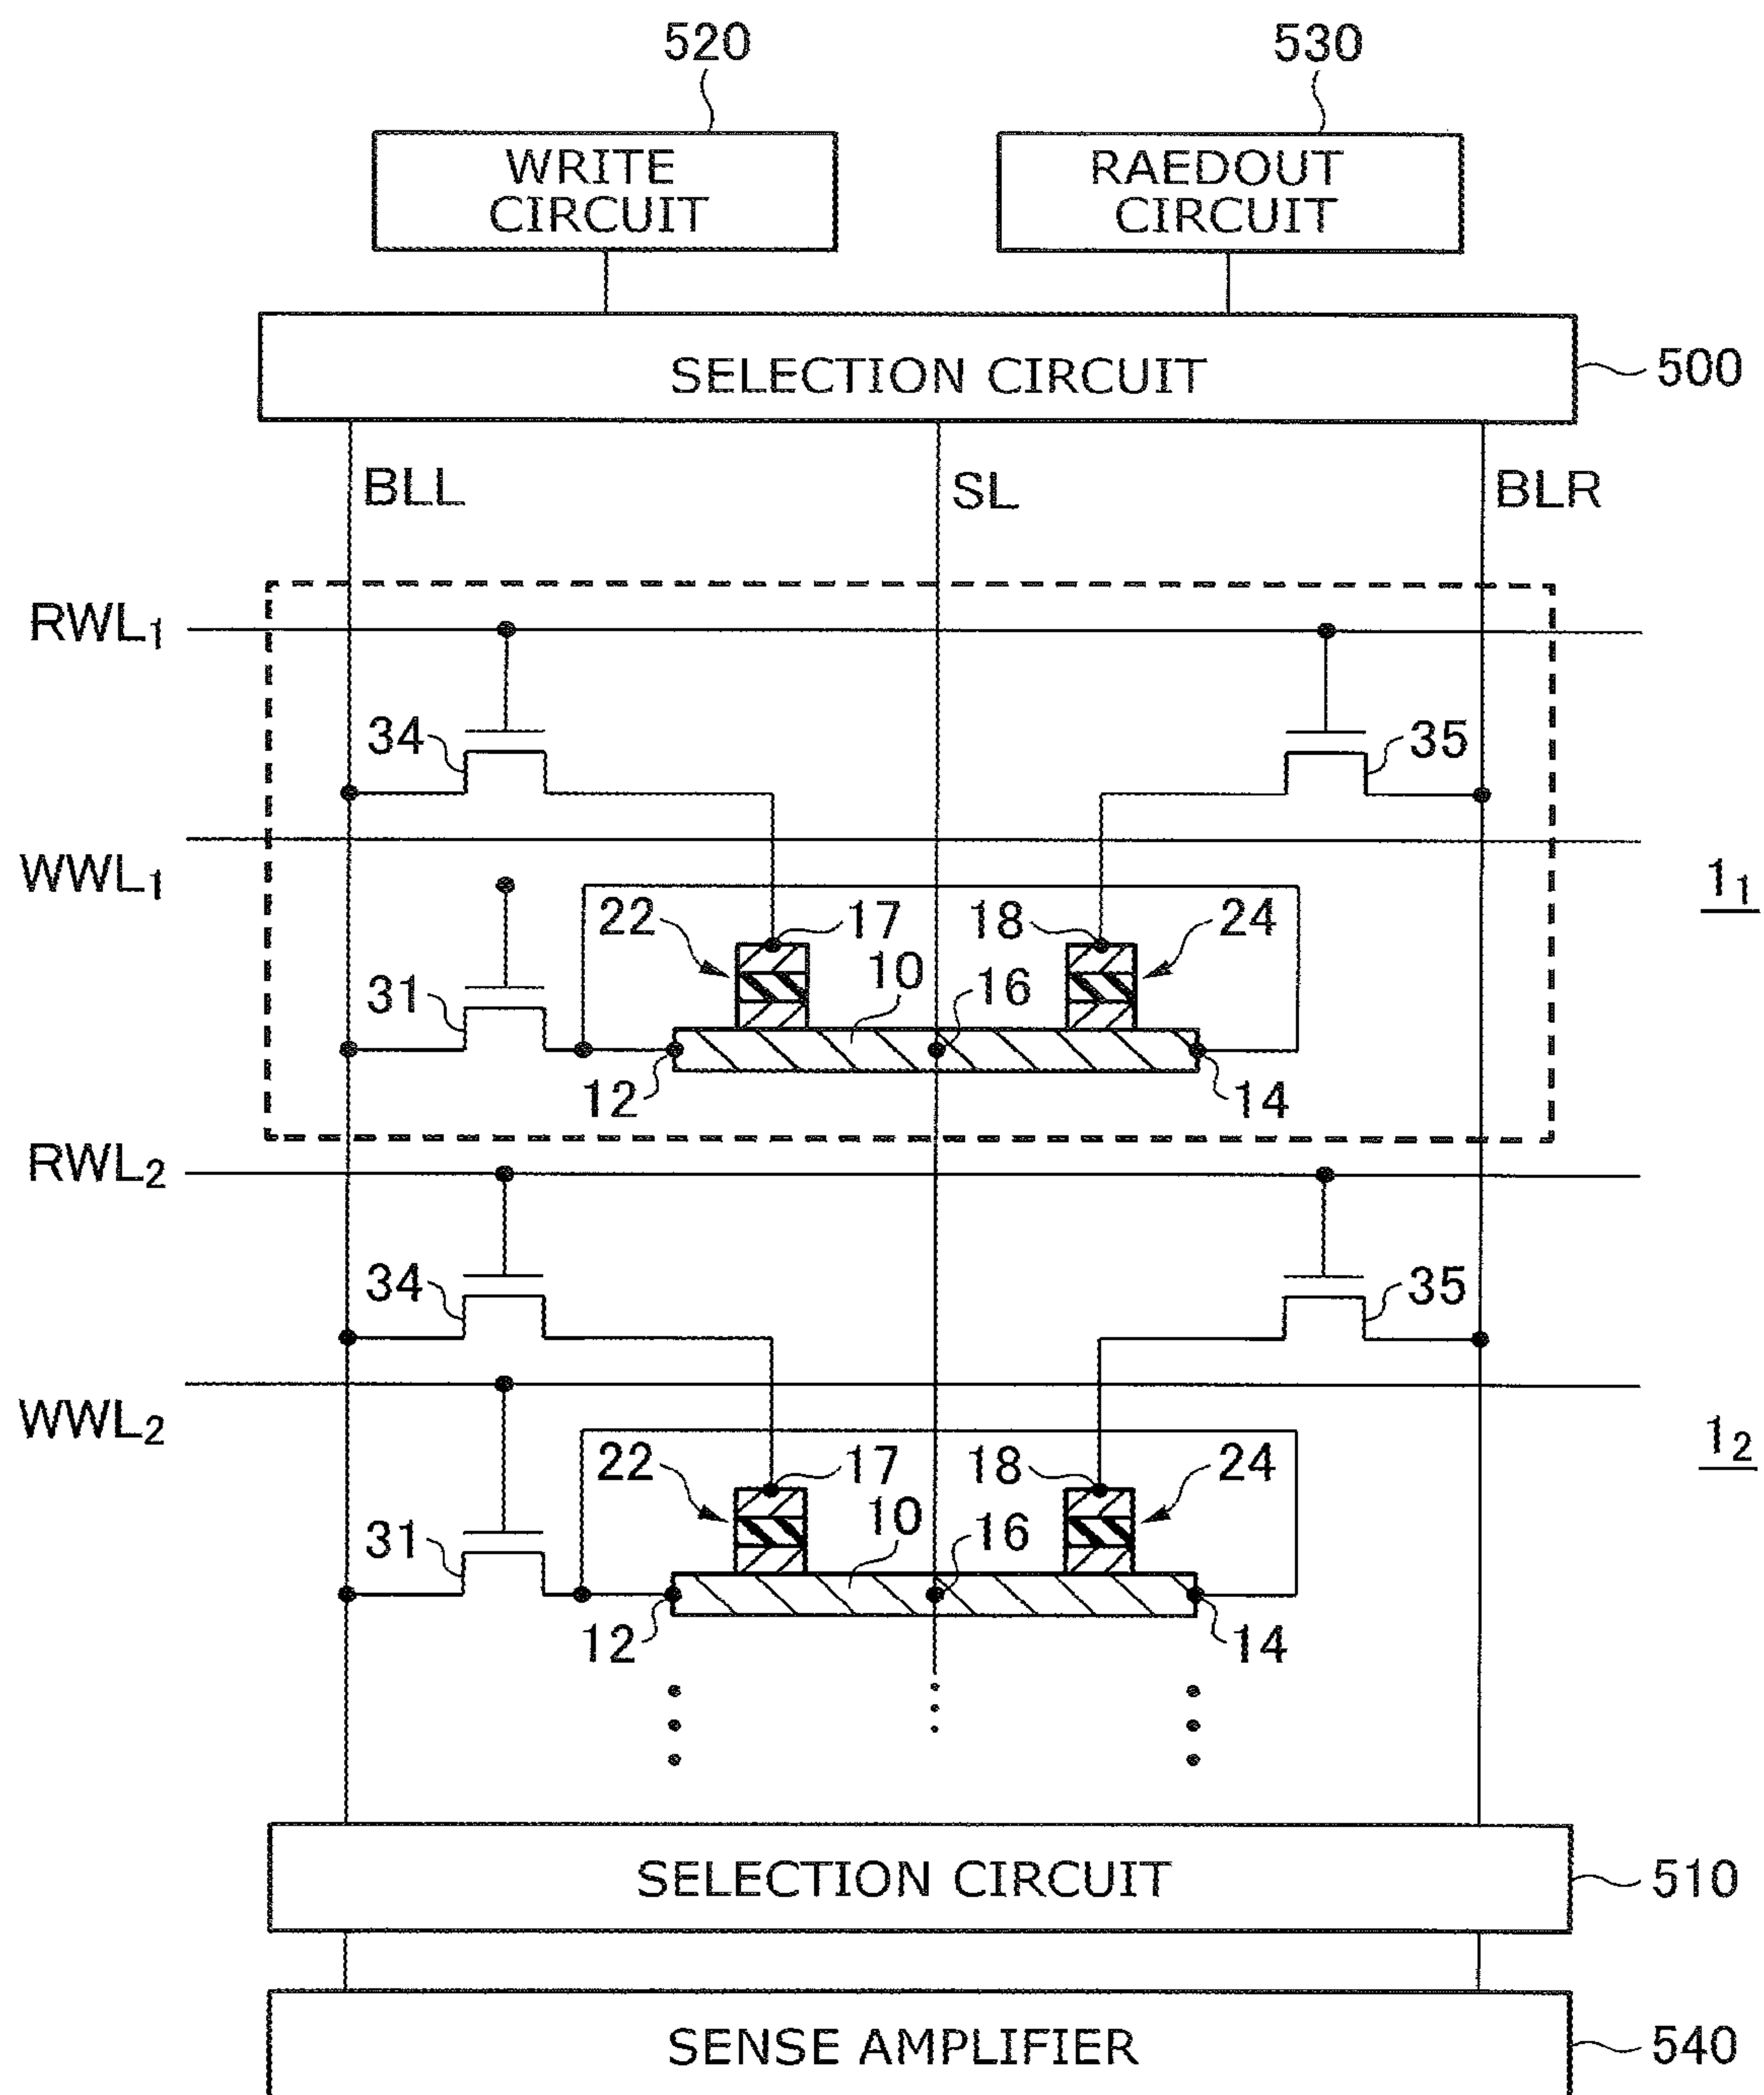 520
530
WRITE
CIRCUIT
RAEDOUT
CIRCUIT
SELECTION CIRCUIT
500
BLL
SL
BLR
RWL₁
34
35
WWL₁
1₁
22
17
18
24
10
16
31
12
14
RWL₂
34
35
WWL₂
1₂
22
17
18
24
10
16
31
12
14
SELECTION CIRCUIT
510
SENSE AMPLIFIER
540